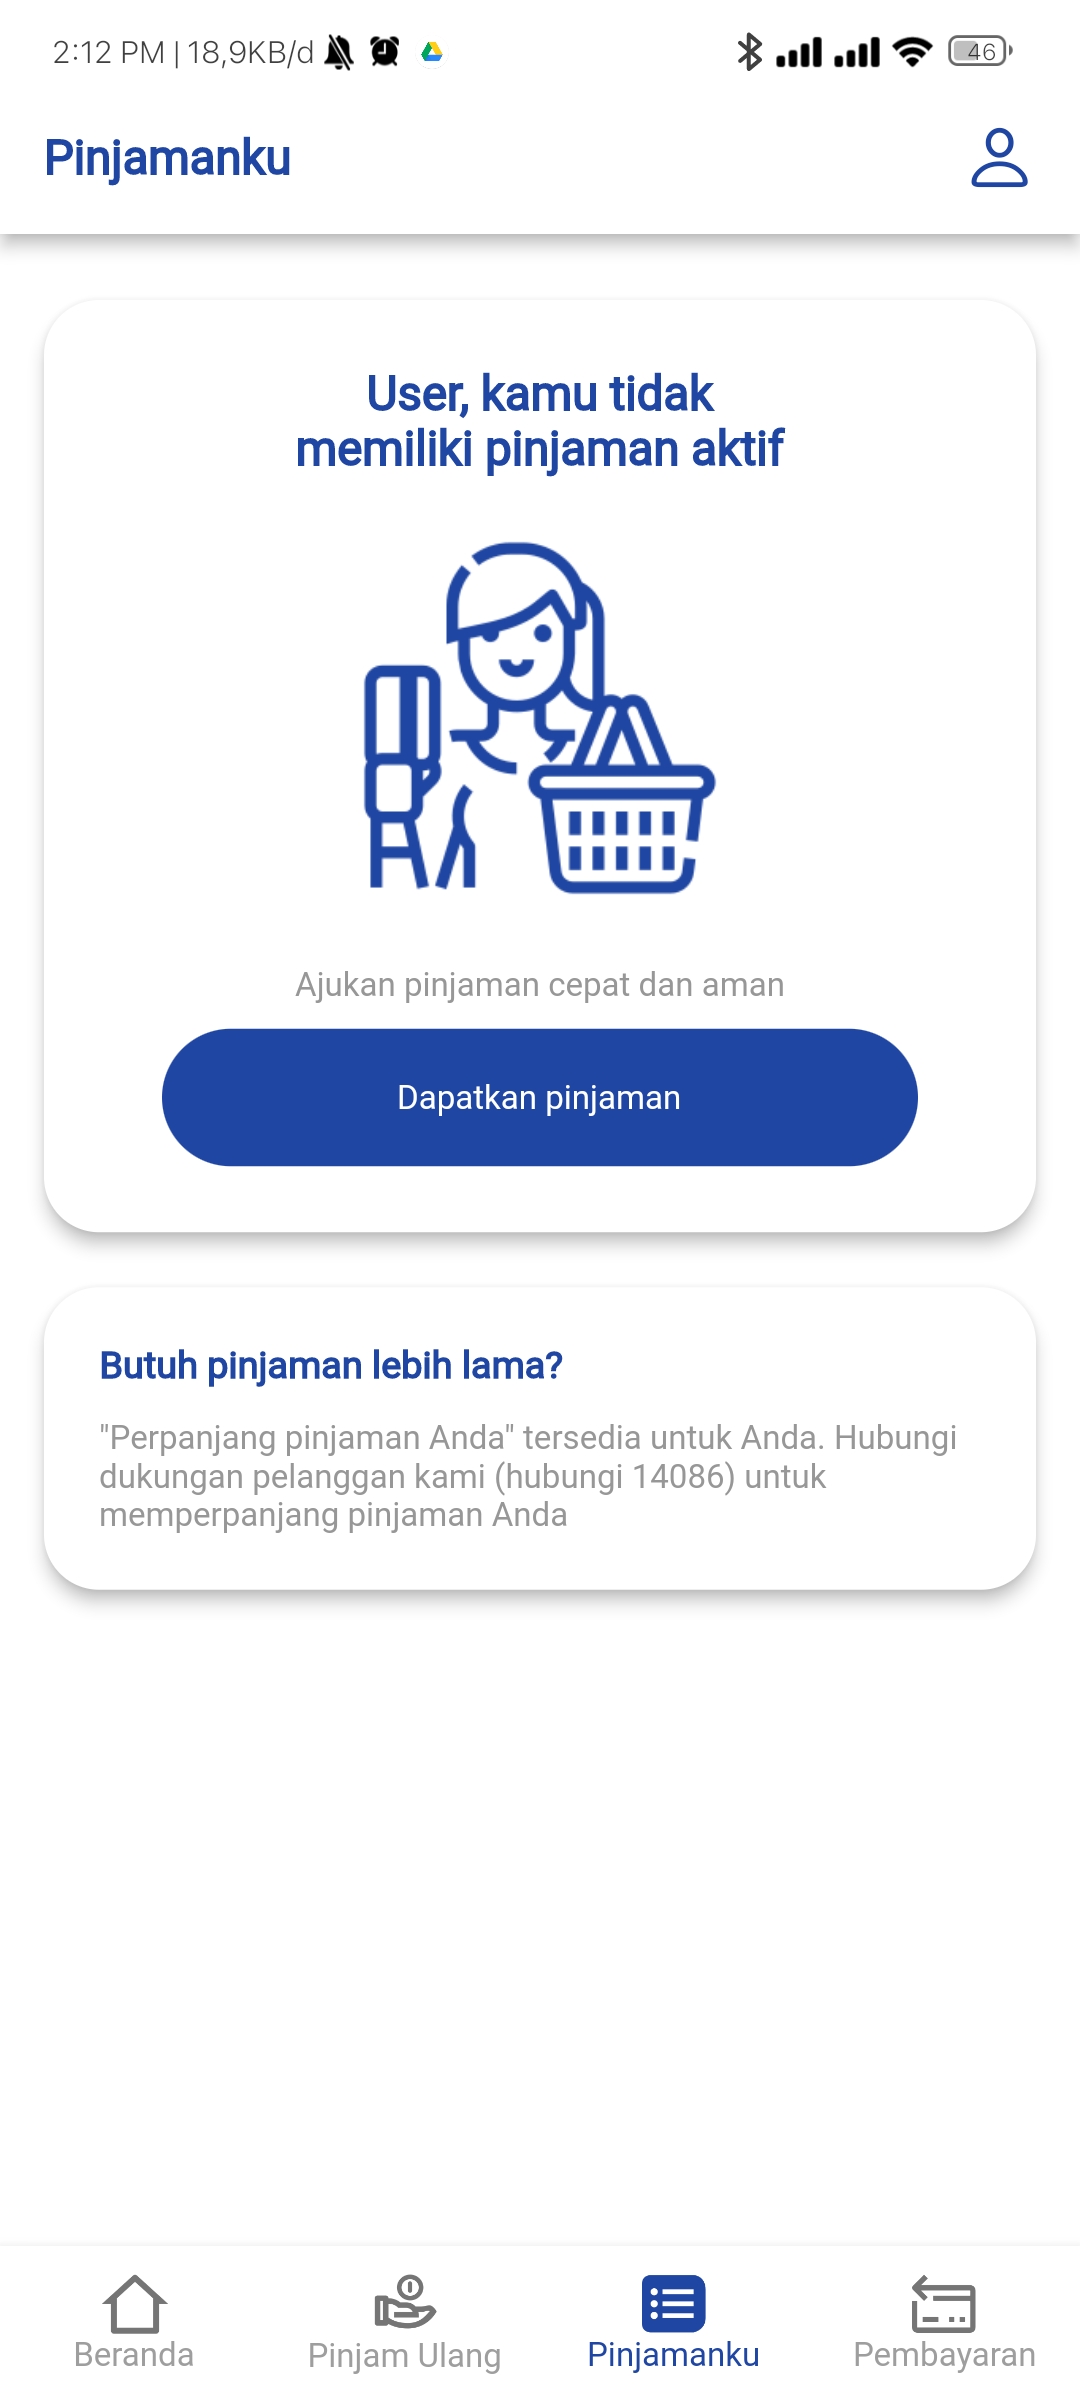 2:12 PM | 18,9KB/d
46
Pinjamanku
User, kamu tidak
memiliki pinjaman aktif
Ajukan pinjaman cepat dan aman
Dapatkan pinjaman
Butuh pinjaman lebih lama?
"Perpanjang pinjaman Anda" tersedia untuk Anda. Hubungi
dukungan pelanggan kami (hubungi 14086) untuk
memperpanjang pinjaman Anda
Beranda
Pinjam Ulang
Pinjamanku
Pembayaran